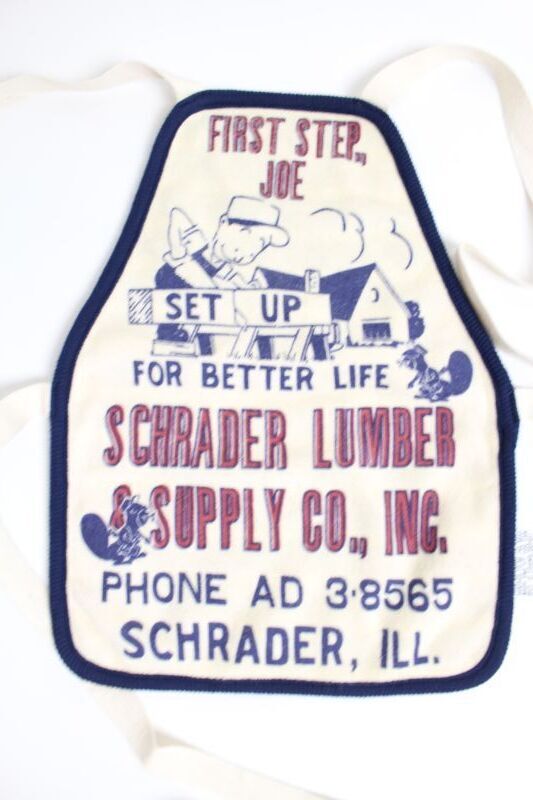 FIRST STEP.,
JOE
SET UP
FOR BETTER LIFE
SCHRADER LUMBER
& SUPPLY CO., INC.
PHONE AD 3-8565
SCHRADER, ILL.